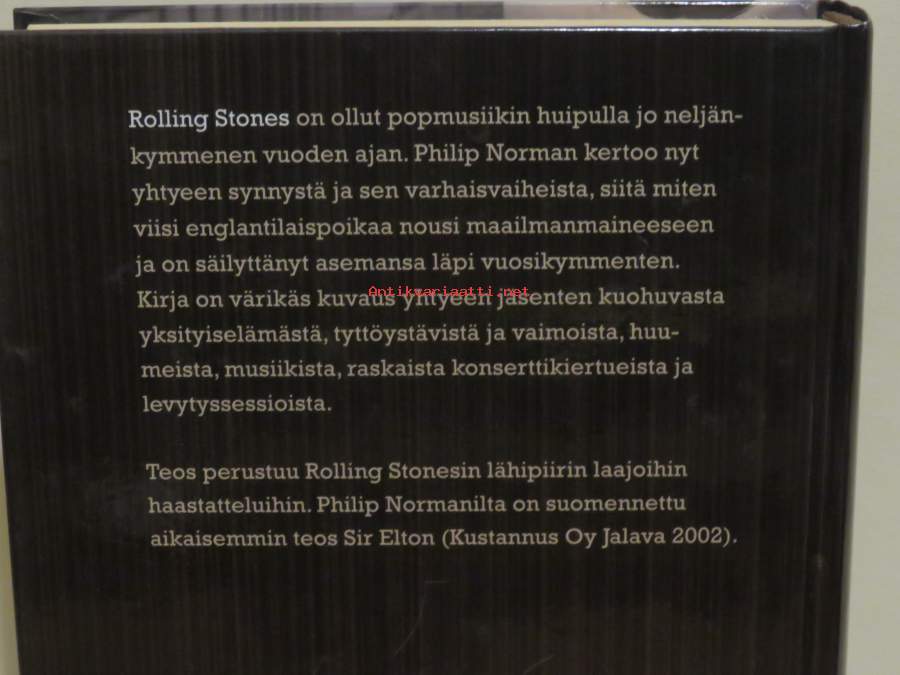 Rolling Stones on ollut popmusiikin huipulla jo neljän-
kymmenen vuoden ajan. Philip Norman kertoo nyt
yhtyeen synnystä ja sen varhaisvaiheista, siitä miten
viisi englantilaispoikaa nousi maailmanmaineeseen
ja on säilyttänyt asemansa läpi vuosikymmenten.
Antikvariaatti.net
Kirja on värikäs kuvaus yhtyeen jäsenten kuohuvasta
yksityiselämästä, tyttöystävistä ja vaimoista, huu-
meista, musiikista, raskaista konserttikiertueista ja
levytyssessioista.
Teos perustuu Rolling Stonesin lähipiirin laajoihin
haastatteluihin. Philip Normanilta on suomennettu
aikaisemmin teos Sir Elton (Kustannus Oy Jalava 2002).